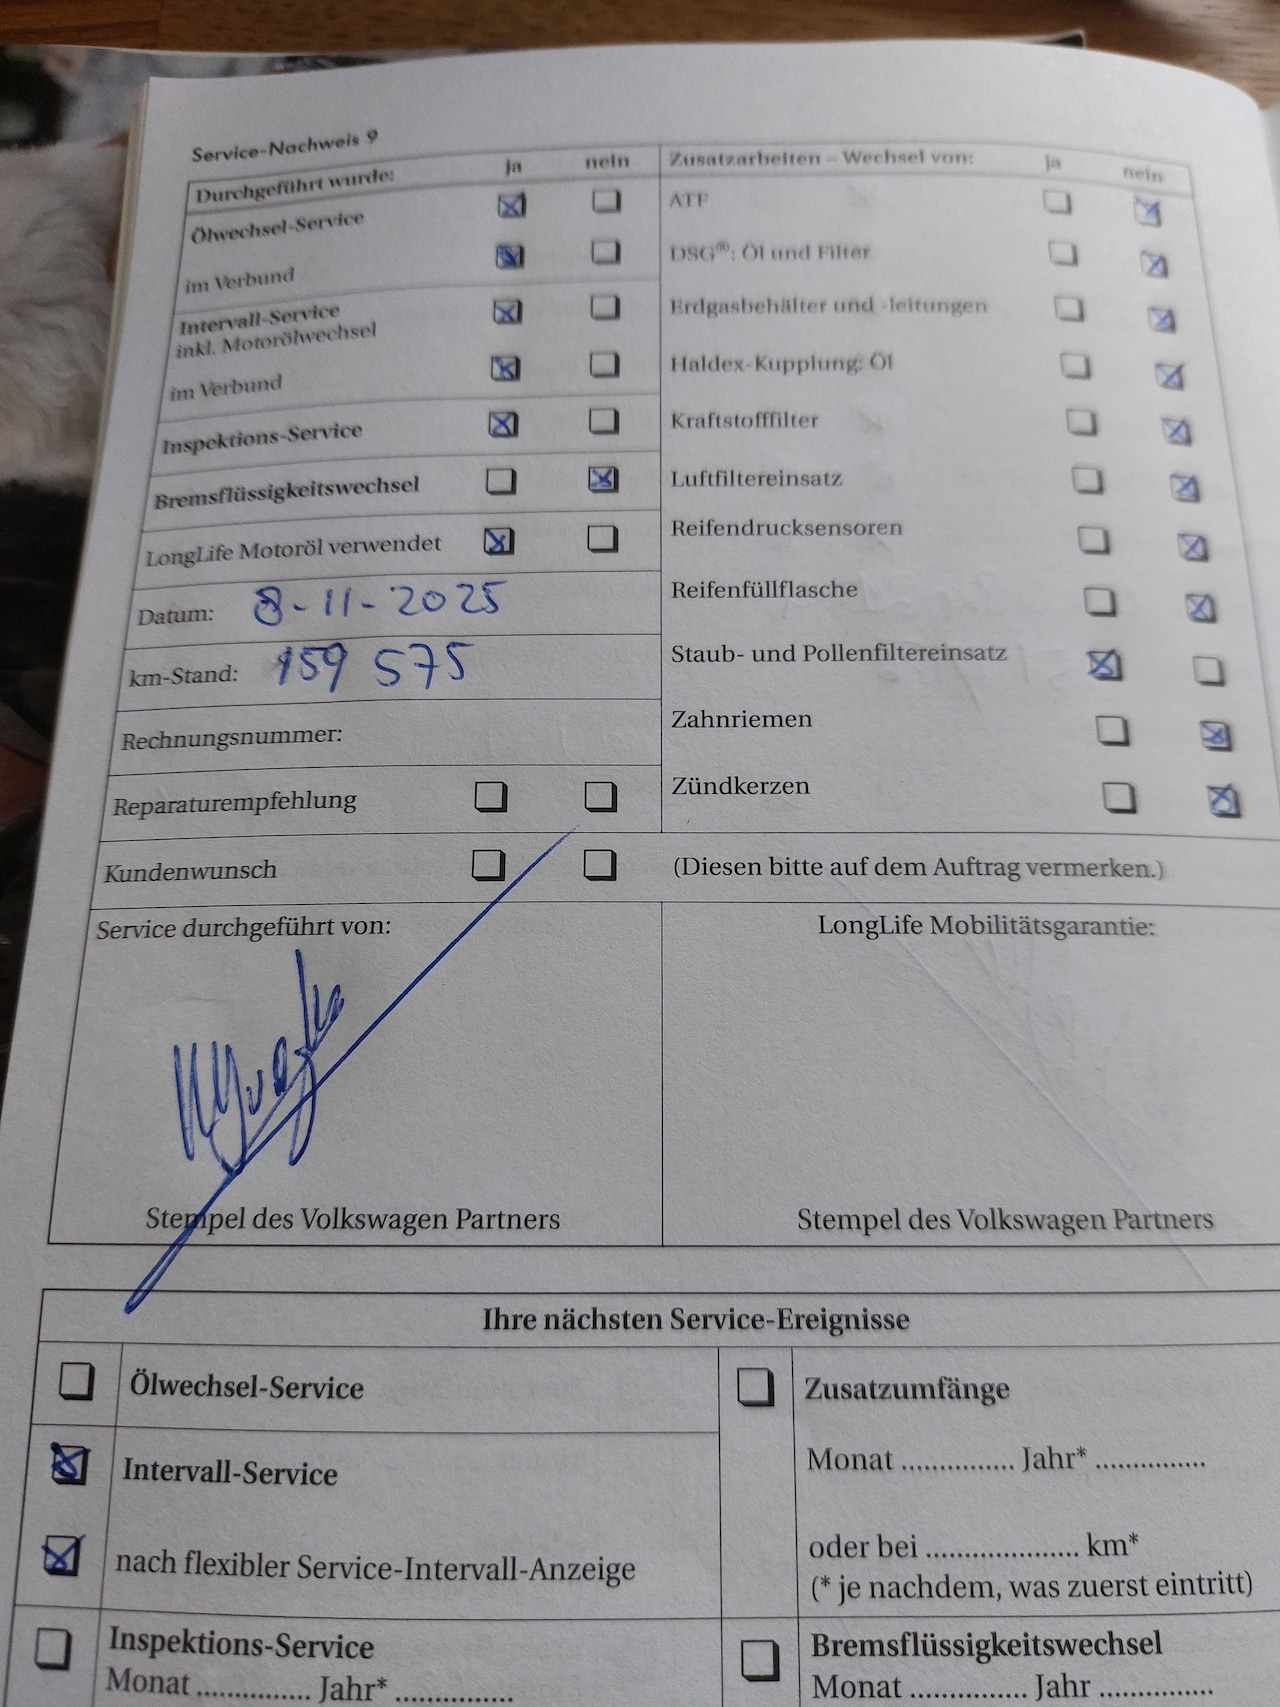 Service-Nachweis 9
Durchgeführt wurde: ja nein
Ölwechsel-Service
im Verbund
Intervall-Service
inkl. Motorölwechsel
im Verbund
Inspektions-Service
Bremsflüssigkeitswechsel
LongLife Motoröl verwendet
Datum: 8-11-2025
km-Stand: 159 575
Rechnungsnummer:
Reparaturempfehlung
Kundenwunsch
Zusatzarbeiten – Wechsel von: ja nein
ATF
DSG®: Öl und Filter
Erdgasbehälter und -leitungen
Haldex-Kupplung: Öl
Kraftstofffilter
Luftfiltereinsatz
Reifendrucksensoren
Reifenfüllflasche
Staub- und Pollenfiltereinsatz
Zahnriemen
Zündkerzen
(Diesen bitte auf dem Auftrag vermerken.)
Service durchgeführt von:
Stempel des Volkswagen Partners
LongLife Mobilitätsgarantie:
Stempel des Volkswagen Partners
Ihre nächsten Service-Ereignisse
Ölwechsel-Service
Intervall-Service
nach flexibler Service-Intervall-Anzeige
Inspektions-Service
Monat ............... Jahr* ...............
Zusatzumfänge
Monat ............... Jahr* ...............
oder bei ..................... km*
(* je nachdem, was zuerst eintritt)
Bremsflüssigkeitswechsel
Monat ............... Jahr ...............